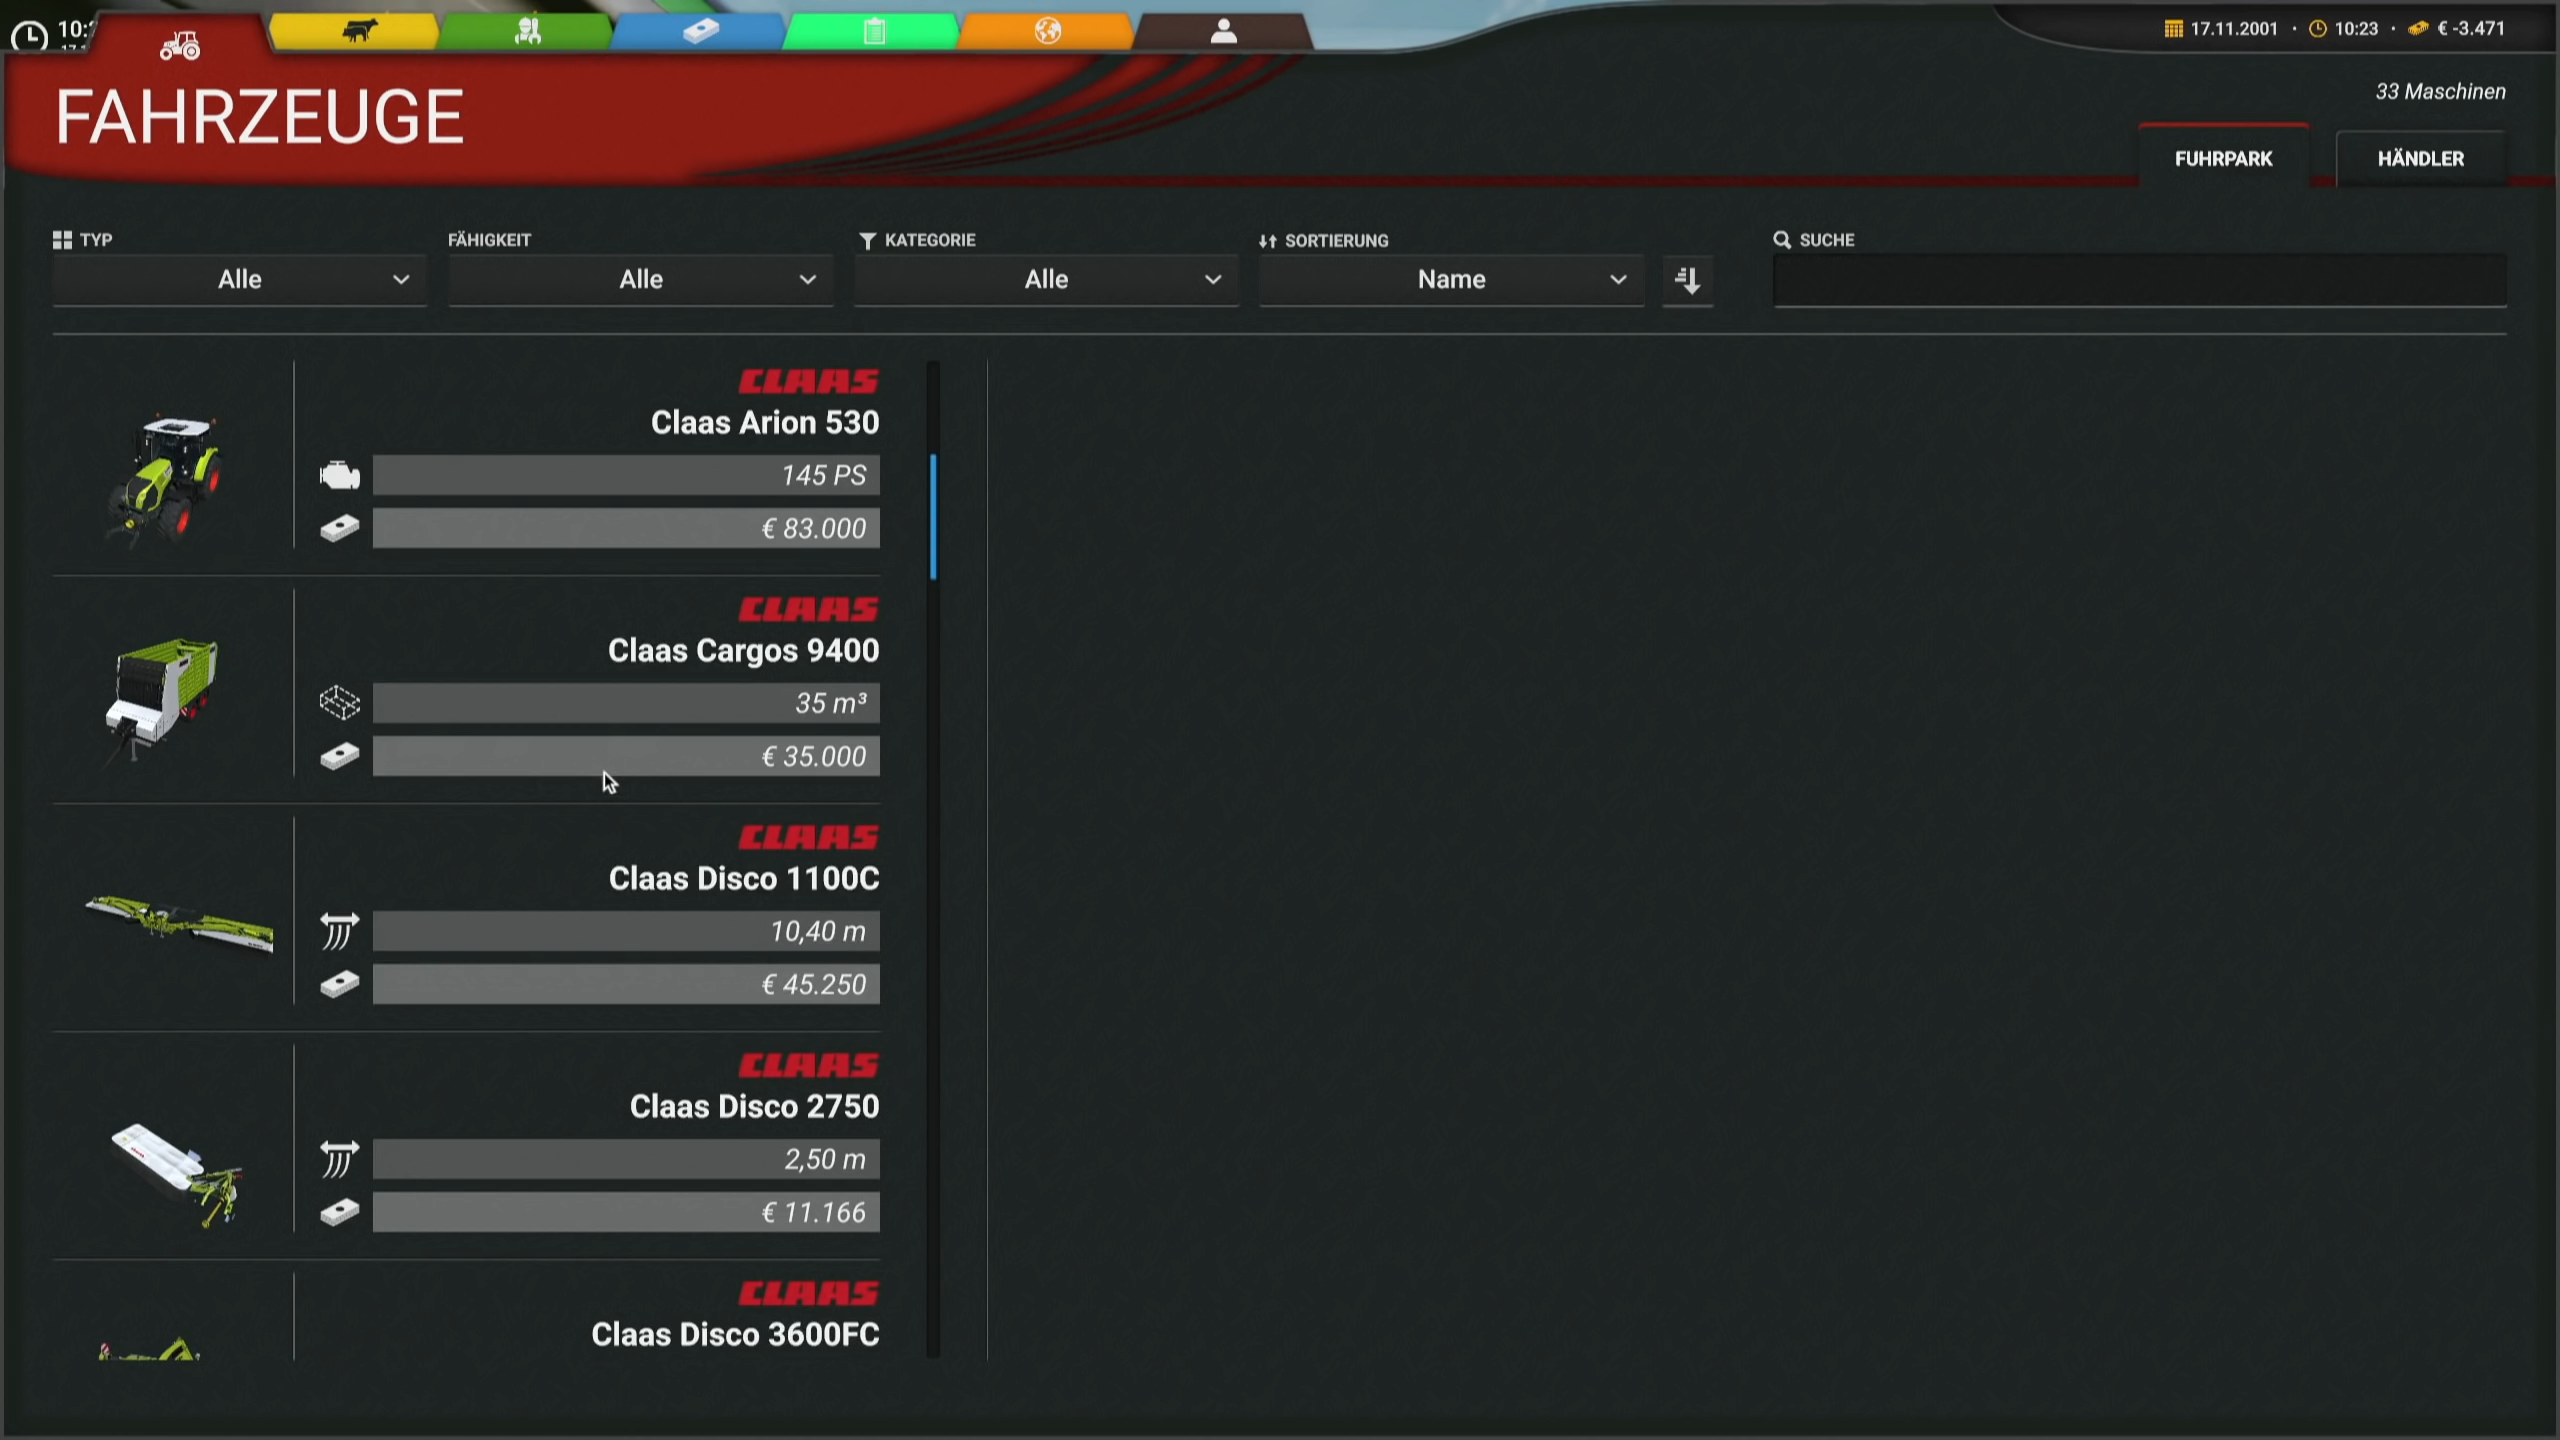 17.11.2001 · 10:23 · € -3.471
FAHRZEUGE
33 Maschinen
FUHRPARK
HÄNDLER
TYP
FÄHIGKEIT
KATEGORIE
SORTIERUNG
SUCHE
Alle
Alle
Alle
Name
CLAAS
Claas Arion 530
145 PS
€ 83.000
CLAAS
Claas Cargos 9400
35 m³
€ 35.000
CLAAS
Claas Disco 1100C
10,40 m
€ 45.250
CLAAS
Claas Disco 2750
2,50 m
€ 11.166
CLAAS
Claas Disco 3600FC